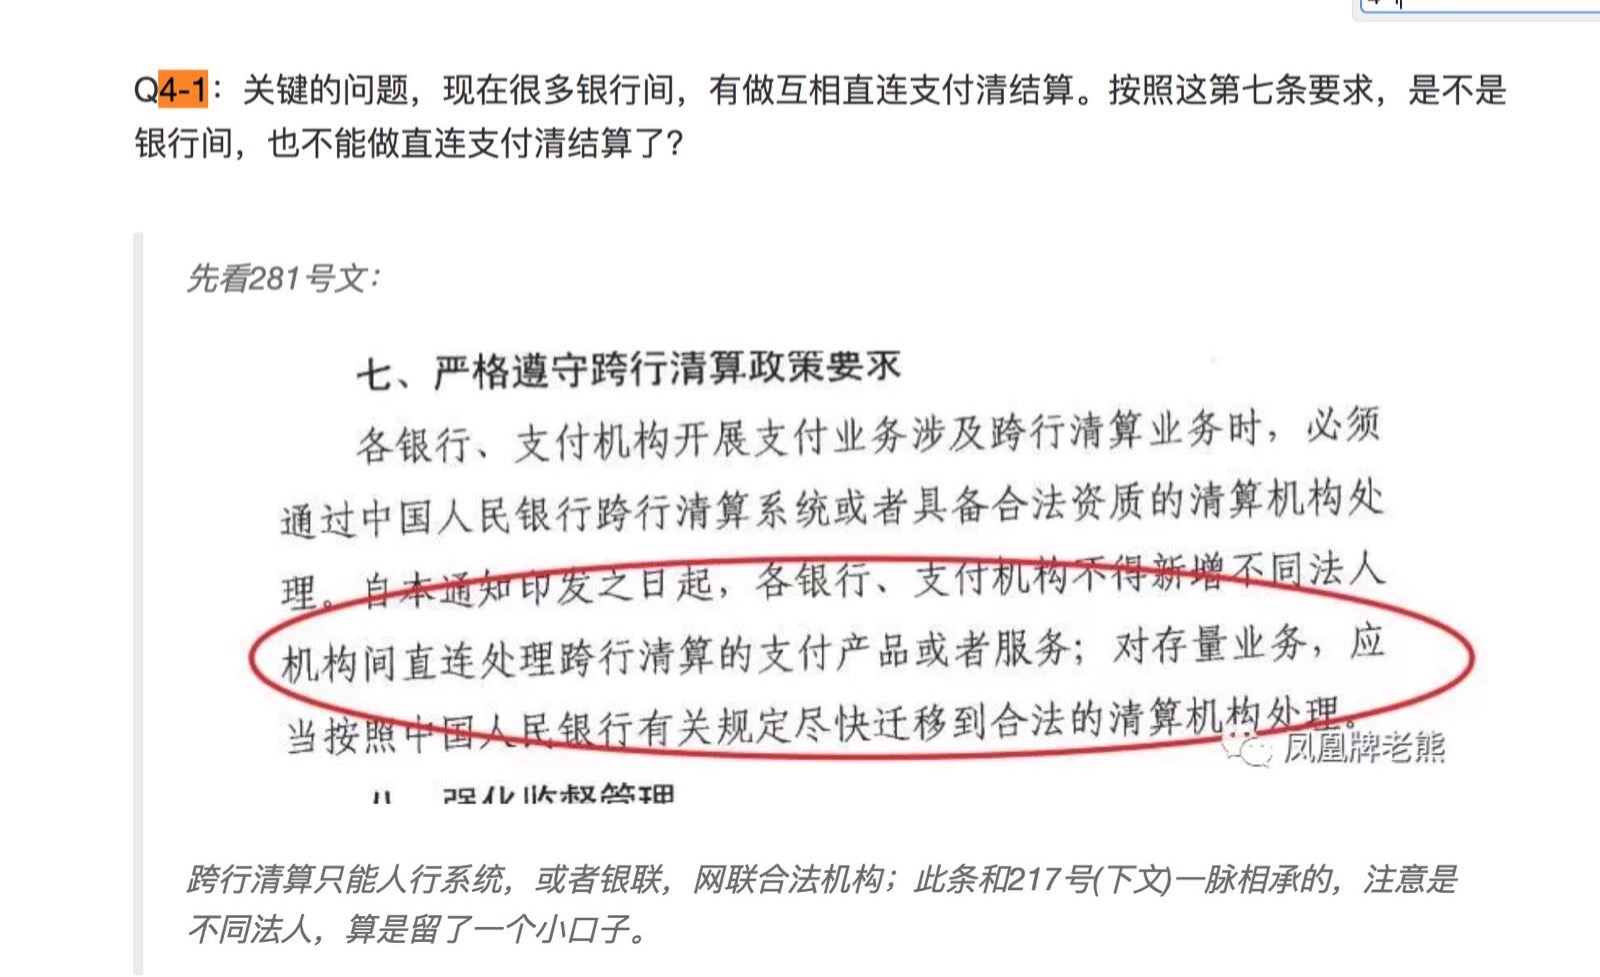 Q4-1：关键的问题，现在很多银行间，有做互相直连支付清结算。按照这第七条要求，是不是
银行间，也不能做直连支付清结算了？
先看281号文：
七、严格遵守跨行清算政策要求
各银行、支付机构开展支付业务涉及跨行清算业务时，必须
通过中国人民银行跨行清算系统或者具备合法资质的清算机构处
理。自本通知印发之日起，各银行、支付机构不得新增不同法人
机构间直连处理跨行清算的支付产品或者服务；对存量业务，应
当按照中国人民银行有关规定尽快迁移到合法的清算机构处理。
凤凰牌老熊
八、强化监督管理
跨行清算只能人行系统，或者银联，网联合法机构；此条和217号(下文)一脉相承的，注意是
不同法人，算是留了一个小口子。